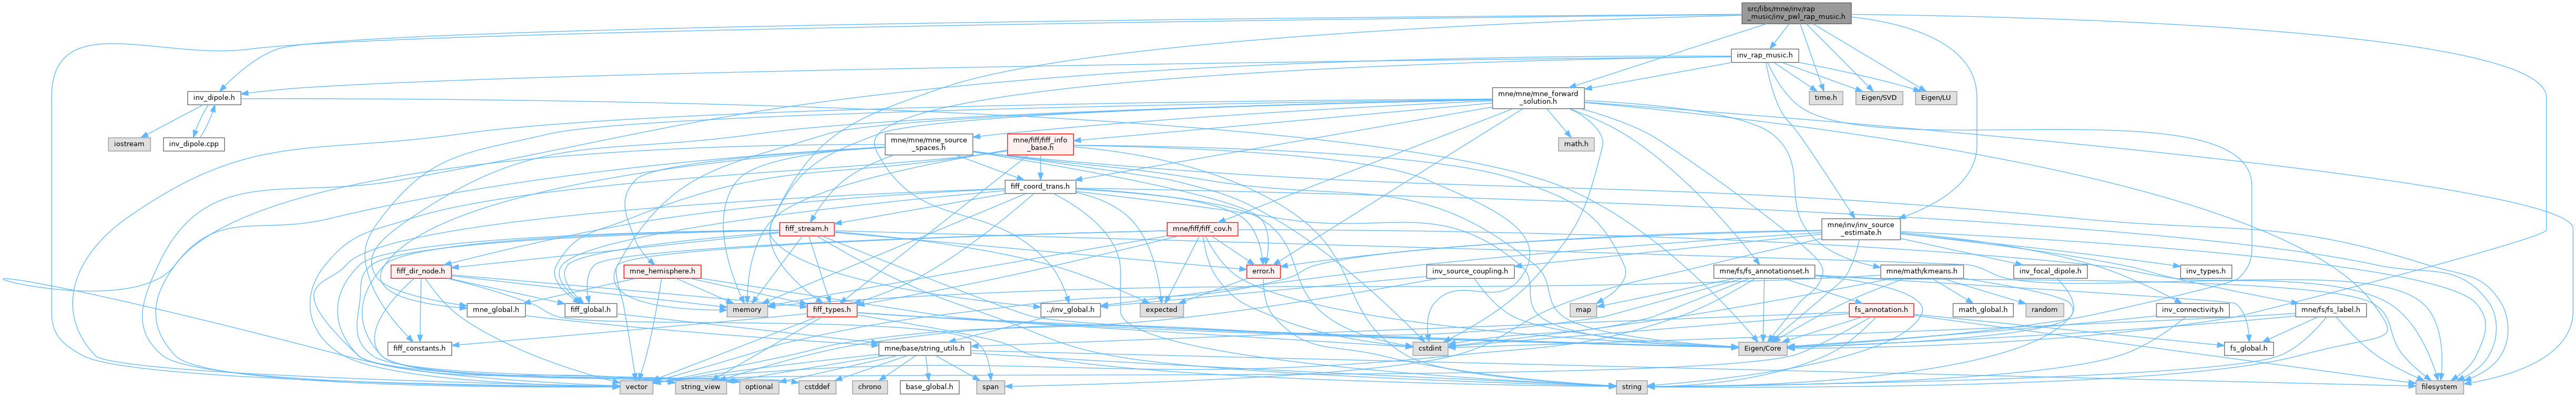 src/libs/mne/inv/rap
_music/inv_pwl_rap_music.h
inv_rap_music.h
inv_dipole.h
mne/mne/mne_forward
_solution.h
time.h
Eigen/SVD
Eigen/LU
iostream
inv_dipole.cpp
mne/mne/mne_source
_spaces.h
mne/fiff/fiff_info
_base.h
math.h
fiff_coord_trans.h
fiff_stream.h
mne/fiff/fiff_cov.h
mne/inv/inv_source
_estimate.h
fiff_dir_node.h
mne_hemisphere.h
error.h
inv_source_coupling.h
mne/fs/fs_annotationset.h
mne/math/kmeans.h
inv_focal_dipole.h
inv_types.h
mne_global.h
fiff_global.h
memory
fiff_types.h
../inv_global.h
expected
map
fs_annotation.h
math_global.h
random
inv_connectivity.h
mne/fs/fs_label.h
fiff_constants.h
mne/base/string_utils.h
cstdint
Eigen/Core
fs_global.h
vector
string_view
optional
cstddef
chrono
base_global.h
span
string
filesystem